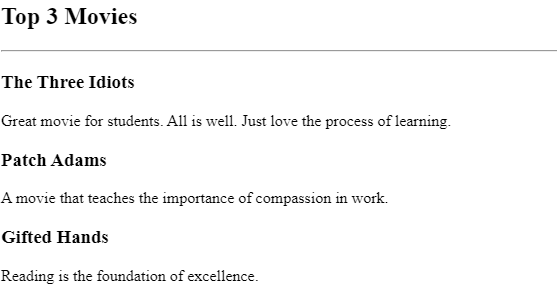 Top 3 Movies
The Three Idiots
Great movie for students. All is well. Just love the process of learning.
Patch Adams
A movie that teaches the importance of compassion in work.
Gifted Hands
Reading is the foundation of excellence.